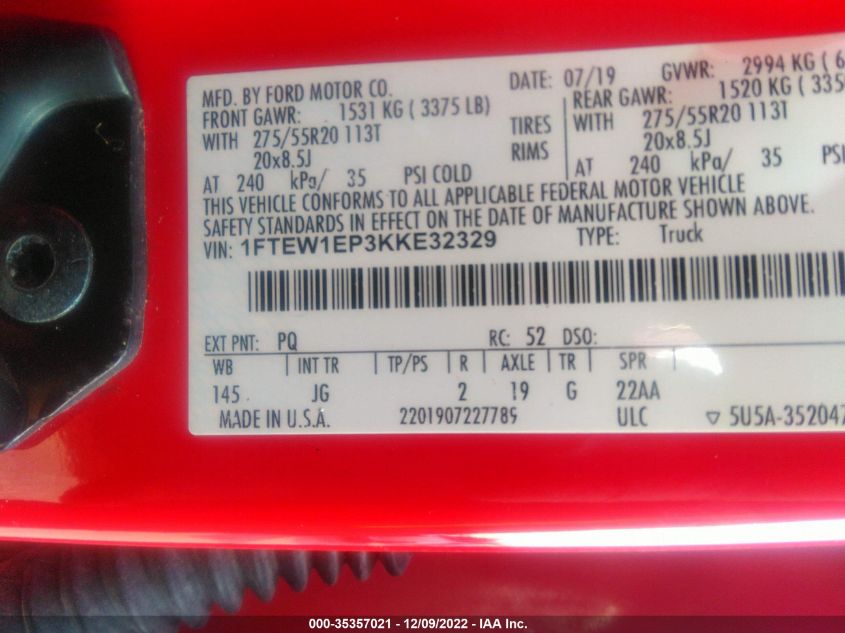 MFD. BY FORD MOTOR CO. DATE: 07/19 GVWR: 2994 KG ( 6
FRONT GAWR: 1531 KG ( 3375 LB) REAR GAWR: 1520 KG ( 335
WITH 275/55R20 113T TIRES WITH 275/55R20 113T
20x8.5J RIMS 20x8.5J
AT 240 kPa/ 35 PSI COLD AT 240 kPa/ 35 PSI
THIS VEHICLE CONFORMS TO ALL APPLICABLE FEDERAL MOTOR VEHICLE
SAFETY STANDARDS IN EFFECT ON THE DATE OF MANUFACTURE SHOWN ABOVE.
VIN: 1FTEW1EP3KKE32329 TYPE: Truck
EXT PNT: PQ RC: 52 DSO:
WB INT TR TP/PS R AXLE TR SPR
145 JG 2 19 G 22AA
MADE IN U.S.A. 2201907227789 ULC ▽ 5U5A-352047
000-35357021 - 12/09/2022 - IAA Inc.